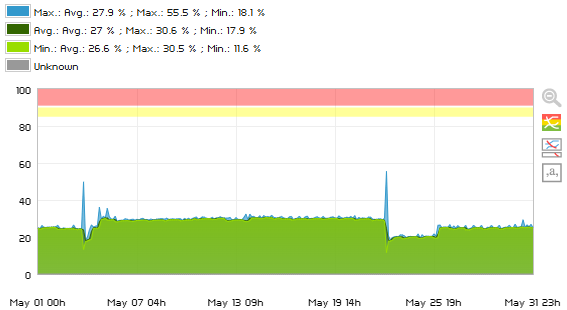 Max.: Avg.: 27.9 % ; Max.: 55.5 % ; Min.: 18.1 %
Avg.: Avg.: 27 % ; Max.: 30.6 % ; Min.: 17.9 %
Min.: Avg.: 26.6 % ; Max.: 30.5 % ; Min.: 11.6 %
Unknown
100
80
60
40
20
0
,a,
May 01 00h May 07 04h May 13 09h May 19 14h May 25 19h May 31 23h